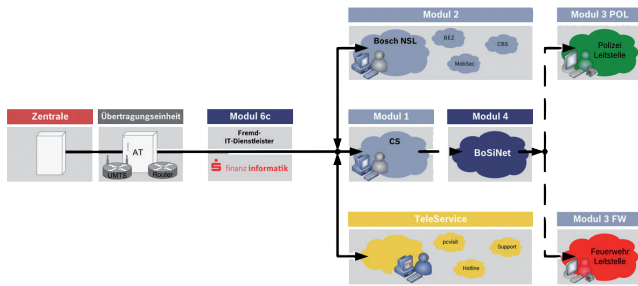 Modul 2
Modul 3 POL
Bosch NSL
BEZ
CBS
MobSec
Polizei
Leitstelle
Zentrale
Übertragungseinheit
Modul 6c
Modul 1
Modul 4
AT
UMTS
Router
Fremd-
IT-Dienstleister
finanz informatik
CS
BoSiNet
TeleService
Modul 3 FW
pcvisit
Support
Hotline
Feuerwehr
Leitstelle